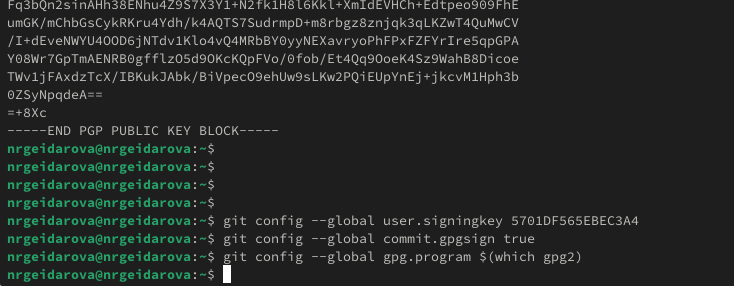 Fq3bQn2sinAHh38ENhu4Z9S7X3Y1+N2fk1H8l6Kkl+XmIdEVHCh+Edtpeo909FhE
umGK/mChbGsCykRKru4Ydh/k4AQTS7SudrmpD+m8rbgz8znjqk3qLKZwT4QuMwCV
/I+dEveNWYU4OOD6jNTdv1Klo4vQ4MRbBY0yyNEXavryoPhFPxFZFYrIre5qpGPA
Y08Wr7GpTmAENRB0gfflzO5d9OKcKQpFVo/0fob/Et4Qq9OoeK4Sz9WahB8Dicoe
TWv1jFAxdzTcX/IBKukJAbk/BiVpecO9ehUw9sLKw2PQiEUpYnEj+jkcvM1Hph3b
0ZSyNpqdeA==
=+8Xc
-----END PGP PUBLIC KEY BLOCK-----
nrgeidarova@nrgeidarova:~$
nrgeidarova@nrgeidarova:~$
nrgeidarova@nrgeidarova:~$
nrgeidarova@nrgeidarova:~$
nrgeidarova@nrgeidarova:~$ git config --global user.signingkey 5701DF565EBEC3A4
nrgeidarova@nrgeidarova:~$ git config --global commit.gpgsign true
nrgeidarova@nrgeidarova:~$ git config --global gpg.program $(which gpg2)
nrgeidarova@nrgeidarova:~$